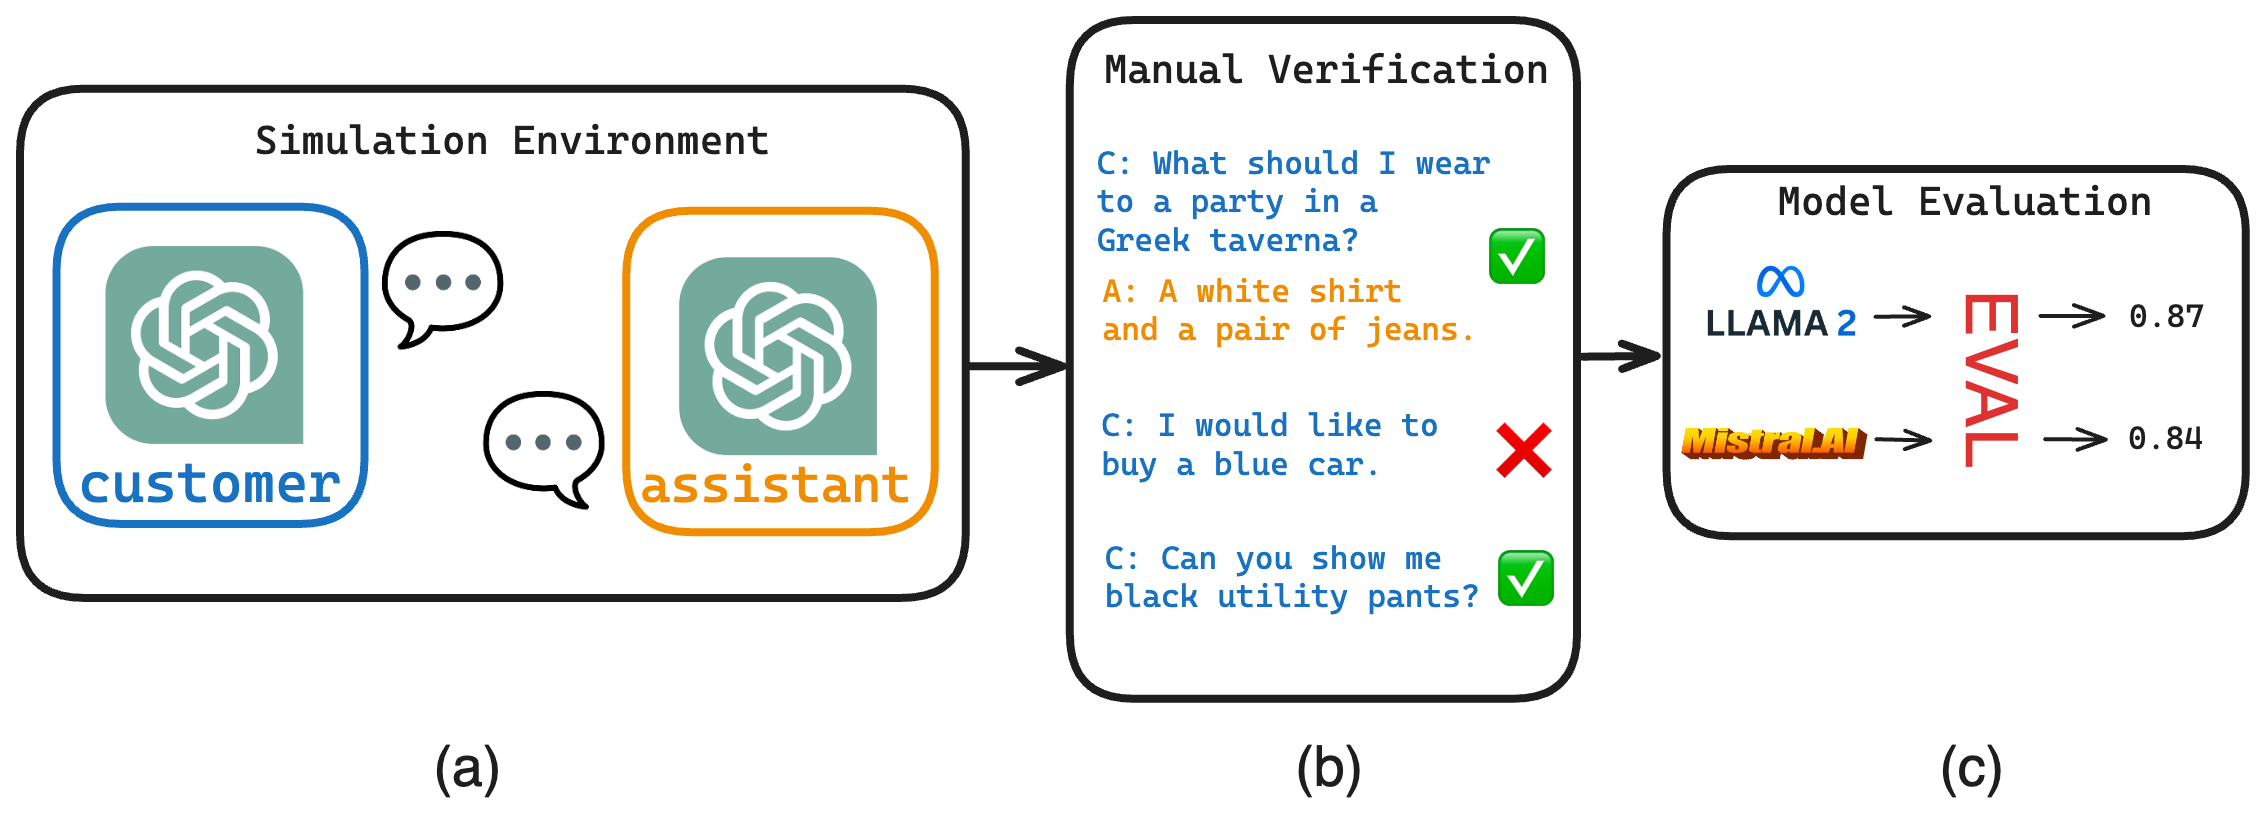 Simulation Environment
customer
assistant
(a)
Manual Verification
C: What should I wear
to a party in a
Greek taverna?
A: A white shirt
and a pair of jeans.
C: I would like to
buy a blue car.
C: Can you show me
black utility pants?
(b)
Model Evaluation
LLAMA 2
Mistral.AI
EVAL
0.87
0.84
(c)